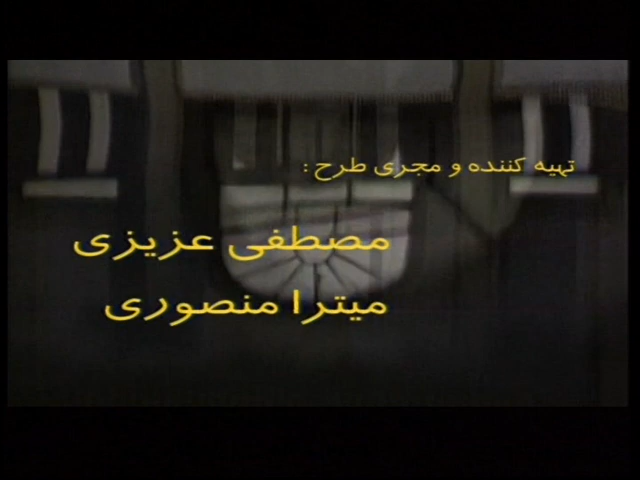 تهیه کننده و مجری طرح :
مصطفی عزیزی
میترا منصوری